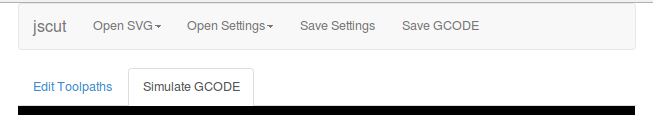 jscut Open SVG Open Settings Save Settings Save GCODE
Edit Toolpaths Simulate GCODE